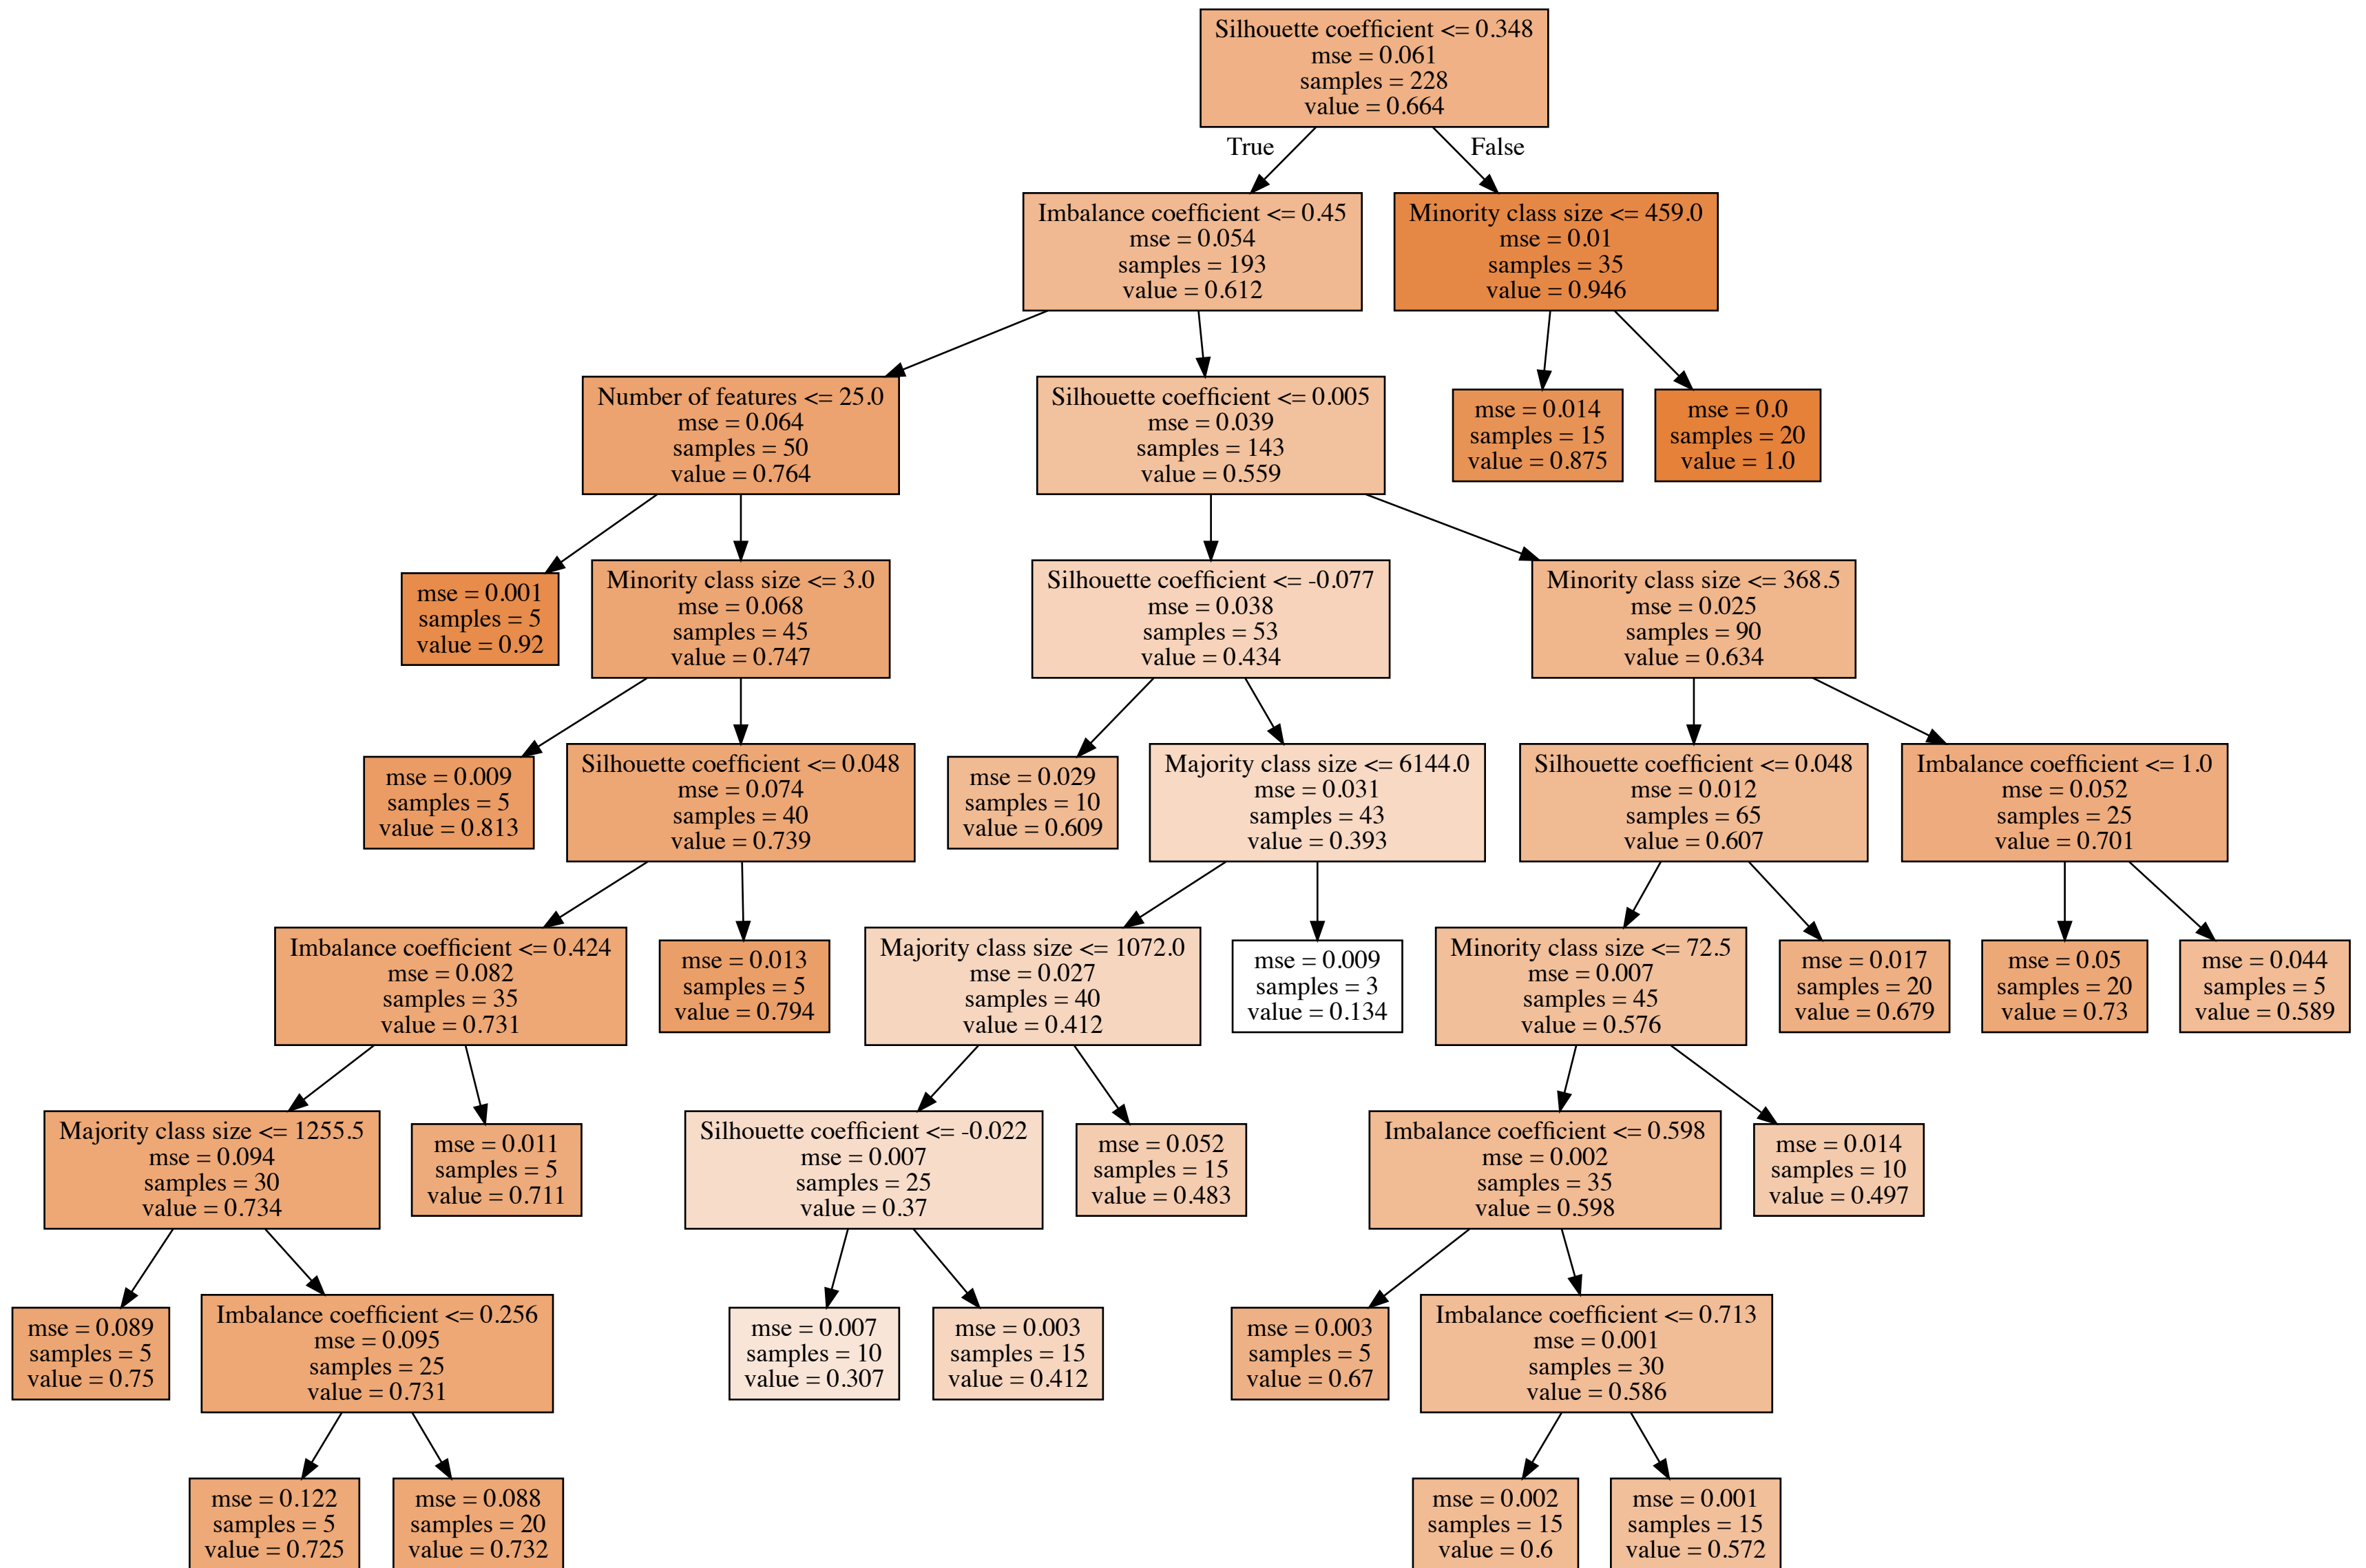 Silhouette coefficient <= 0.348
mse = 0.061
samples = 228
value = 0.664
True
False
Imbalance coefficient <= 0.45
mse = 0.054
samples = 193
value = 0.612
Minority class size <= 459.0
mse = 0.01
samples = 35
value = 0.946
Number of features <= 25.0
mse = 0.064
samples = 50
value = 0.764
Silhouette coefficient <= 0.005
mse = 0.039
samples = 143
value = 0.559
mse = 0.014
samples = 15
value = 0.875
mse = 0.0
samples = 20
value = 1.0
mse = 0.001
samples = 5
value = 0.92
Minority class size <= 3.0
mse = 0.068
samples = 45
value = 0.747
Silhouette coefficient <= -0.077
mse = 0.038
samples = 53
value = 0.434
Minority class size <= 368.5
mse = 0.025
samples = 90
value = 0.634
mse = 0.009
samples = 5
value = 0.813
Silhouette coefficient <= 0.048
mse = 0.074
samples = 40
value = 0.739
mse = 0.029
samples = 10
value = 0.609
Majority class size <= 6144.0
mse = 0.031
samples = 43
value = 0.393
Silhouette coefficient <= 0.048
mse = 0.012
samples = 65
value = 0.607
Imbalance coefficient <= 1.0
mse = 0.052
samples = 25
value = 0.701
Imbalance coefficient <= 0.424
mse = 0.082
samples = 35
value = 0.731
mse = 0.013
samples = 5
value = 0.794
Majority class size <= 1072.0
mse = 0.027
samples = 40
value = 0.412
mse = 0.009
samples = 3
value = 0.134
Minority class size <= 72.5
mse = 0.007
samples = 45
value = 0.576
mse = 0.017
samples = 20
value = 0.679
mse = 0.05
samples = 20
value = 0.73
mse = 0.044
samples = 5
value = 0.589
Majority class size <= 1255.5
mse = 0.094
samples = 30
value = 0.734
mse = 0.011
samples = 5
value = 0.711
Silhouette coefficient <= -0.022
mse = 0.007
samples = 25
value = 0.37
mse = 0.052
samples = 15
value = 0.483
Imbalance coefficient <= 0.598
mse = 0.002
samples = 35
value = 0.598
mse = 0.014
samples = 10
value = 0.497
mse = 0.089
samples = 5
value = 0.75
Imbalance coefficient <= 0.256
mse = 0.095
samples = 25
value = 0.731
mse = 0.007
samples = 10
value = 0.307
mse = 0.003
samples = 15
value = 0.412
mse = 0.003
samples = 5
value = 0.67
Imbalance coefficient <= 0.713
mse = 0.001
samples = 30
value = 0.586
mse = 0.122
samples = 5
value = 0.725
mse = 0.088
samples = 20
value = 0.732
mse = 0.002
samples = 15
value = 0.6
mse = 0.001
samples = 15
value = 0.572